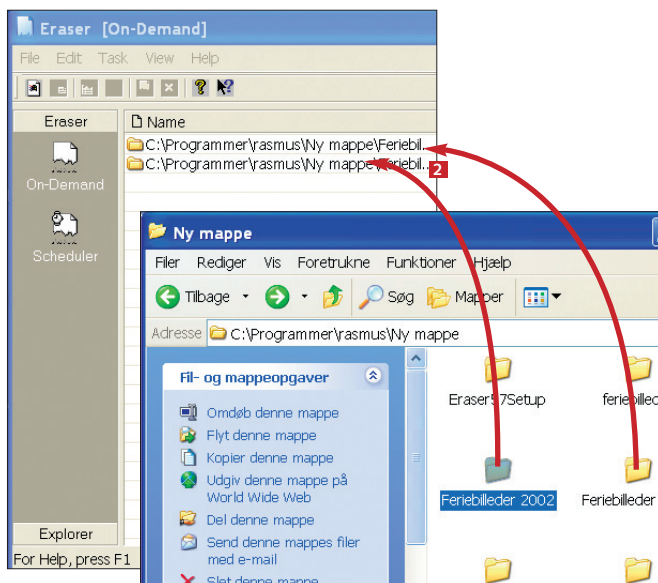 Eraser [On-Demand]
File Edit Task View Help
Eraser
Name
C:\Programmer\rasmus\Ny mappe\Feriebil...
C:\Programmer\rasmus\Ny mappe\Feriebil...
2
On-Demand
Scheduler
Explorer
For Help, press F1
Ny mappe
Filer Rediger Vis Foretrukne Funktioner Hjælp
Tilbage Søg Mapper
Adresse C:\Programmer\rasmus\Ny mappe
Fil- og mappeopgaver
Omdøb denne mappe
Flyt denne mappe
Kopier denne mappe
Udgiv denne mappe på
World Wide Web
Del denne mappe
Send denne mappes filer
med e-mail
Slet denne mappe
Eraser57Setup
Feriebilleder 2002
Feriebilleder